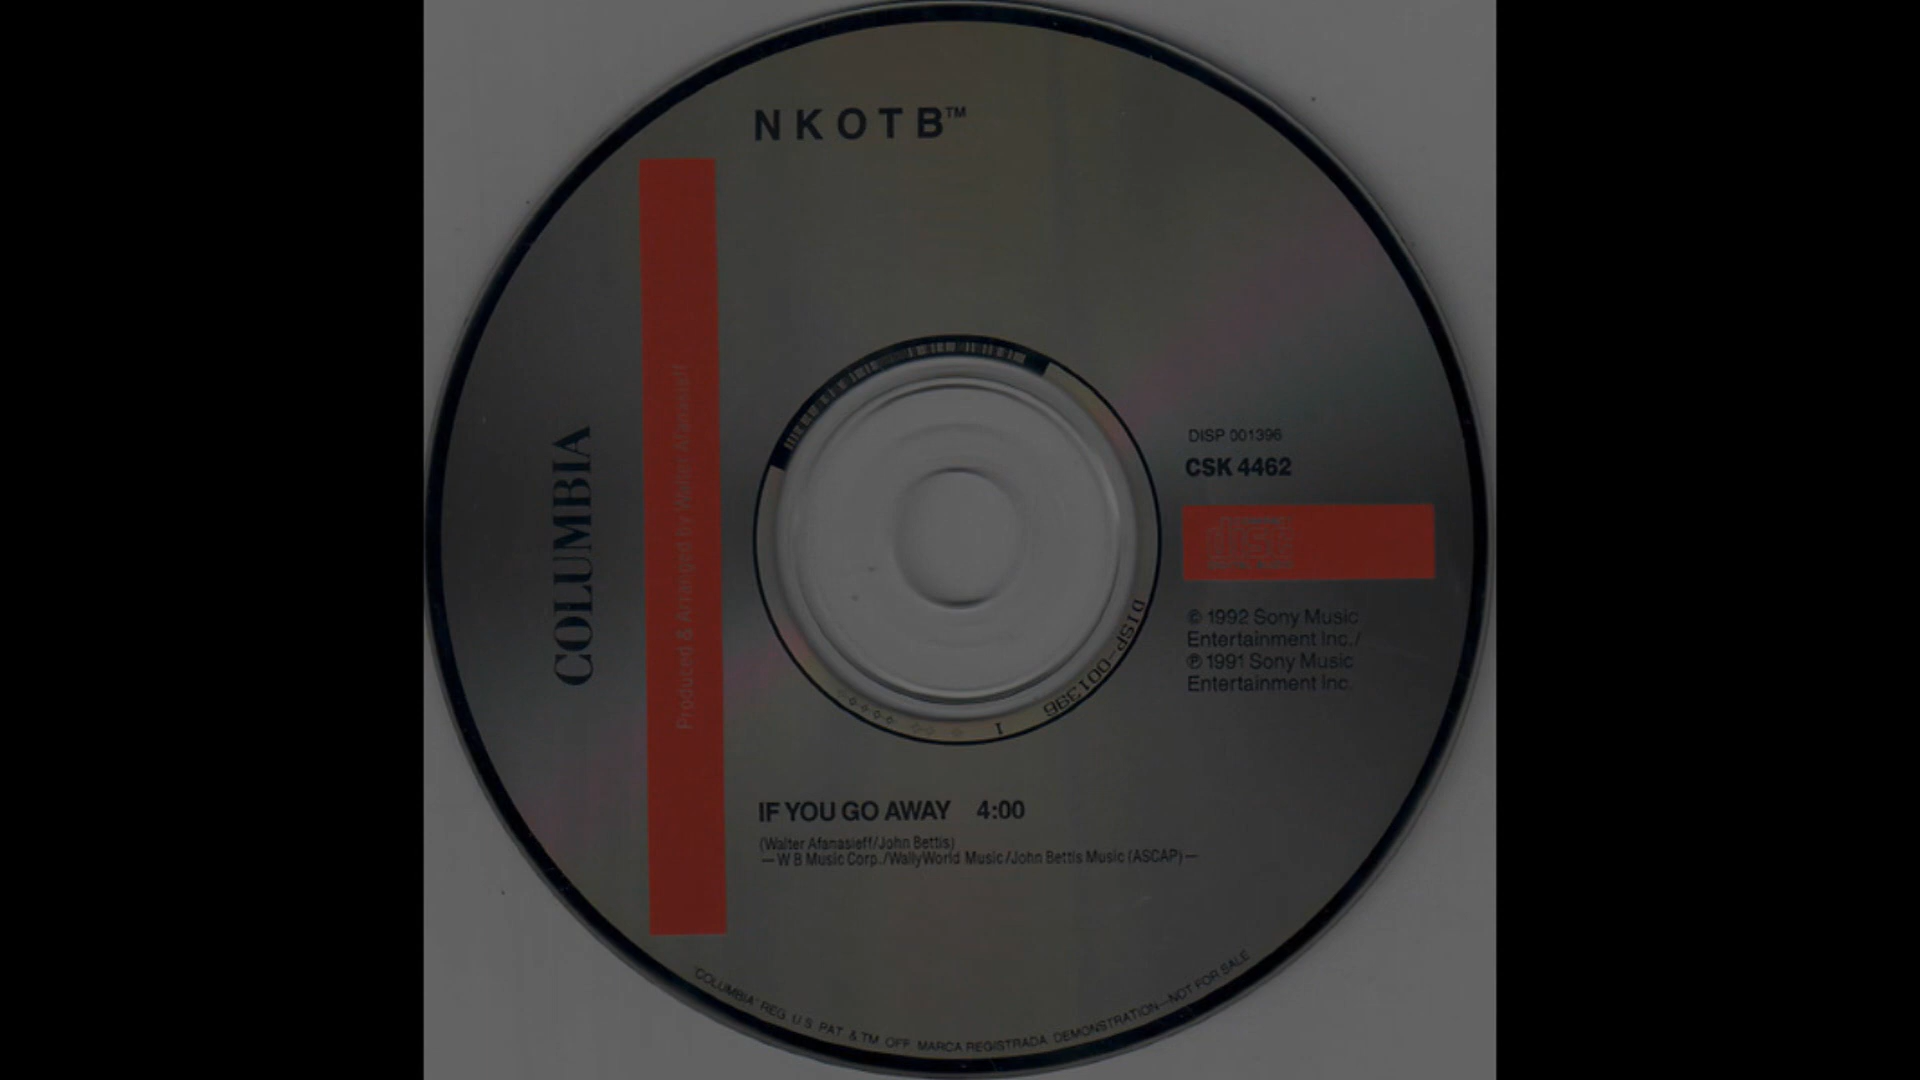 NKOTB™
COLUMBIA
Produced & Arranged by Walter Afanasieff
DISP 001396
CSK 4462
© 1992 Sony Music
Entertainment Inc./
℗ 1991 Sony Music
Entertainment Inc.
DISP-001396
1
IF YOU GO AWAY 4:00
(Walter Afanasieff/John Bettis)
—W B Music Corp./WallyWorld Music/John Bettis Music (ASCAP)—
"COLUMBIA" REG. U.S. PAT. & TM. OFF. MARCA REGISTRADA. DEMONSTRATION—NOT FOR SALE